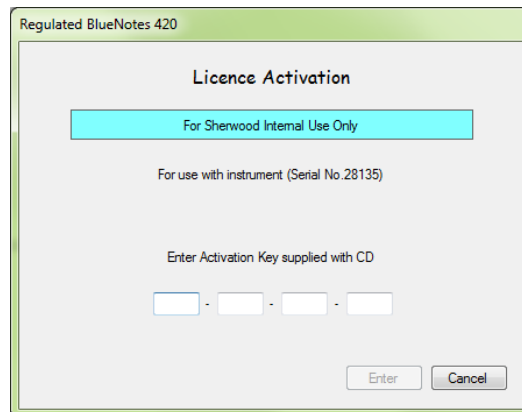 Regulated BlueNotes 420
Licence Activation
For Sherwood Internal Use Only
For use with instrument (Serial No.28135)
Enter Activation Key supplied with CD
- - -
Enter Cancel